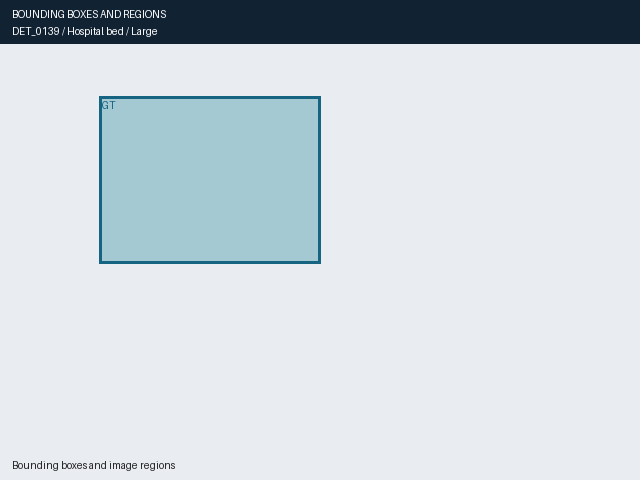 BOUNDING BOXES AND REGIONS
DET_0139 / Hospital bed / Large
GT
Bounding boxes and image regions